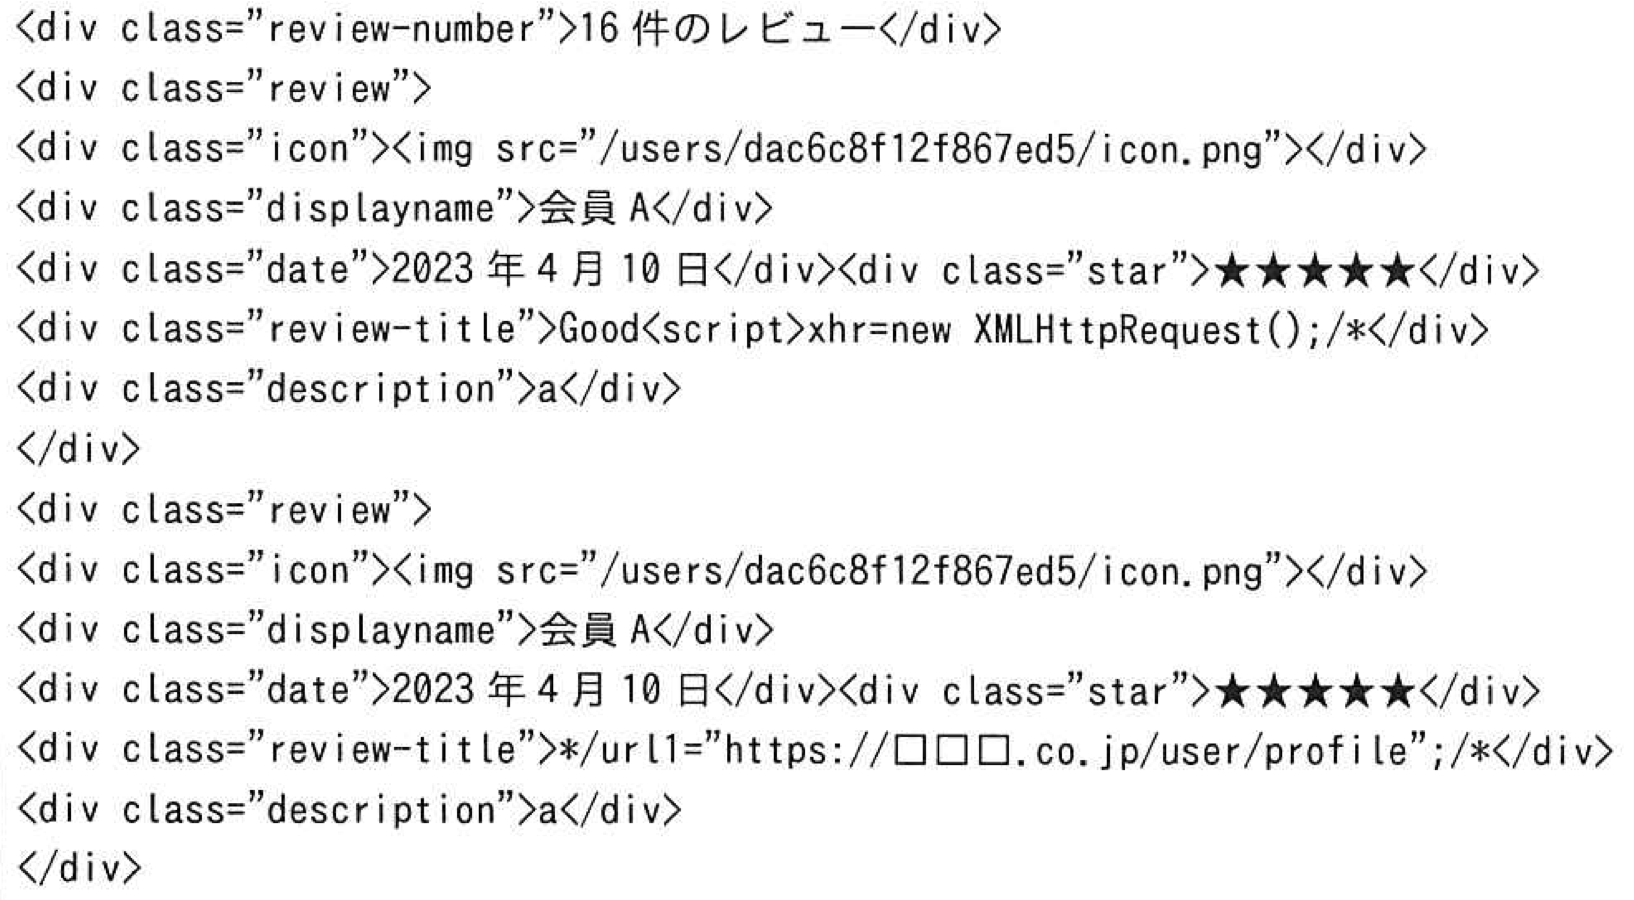 <div class=”review-number”>16 件のレビュー</div>
<div class=”review”>
<div class=”icon”><img src=”/users/dac6c8f12f867ed5/icon.png”></div>
<div class=”displayname”>会員 A</div>
<div class=”date”>2023 年 4 月 10 日</div><div class=”star”>★★★★★</div>
<div class=”review-title”>Good<script>xhr=new XMLHttpRequest();/*</div>
<div class=”description”>a</div>
</div>
<div class=”review”>
<div class=”icon”><img src=”/users/dac6c8f12f867ed5/icon.png”></div>
<div class=”displayname”>会員 A</div>
<div class=”date”>2023 年 4 月 10 日</div><div class=”star”>★★★★★</div>
<div class=”review-title”>*/url1=”https://□□□.co.jp/user/profile”;/*</div>
<div class=”description”>a</div>
</div>